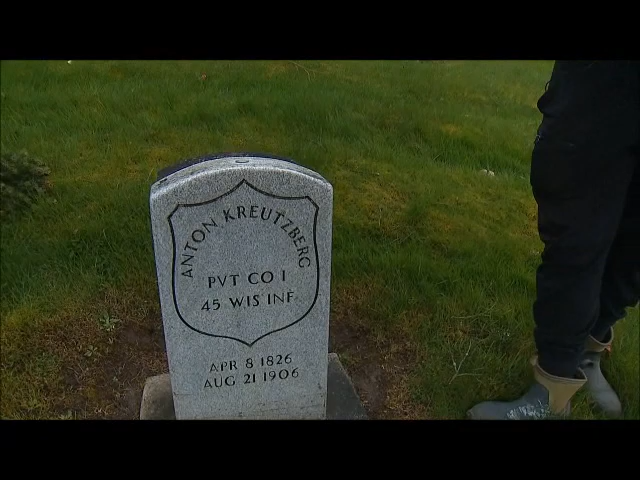 ANTON KREUTZBERG
PVT CO I
45 WIS INF
APR 8 1826
AUG 21 1906